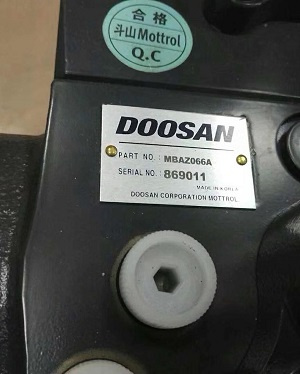 合格
斗山Mottrol
Q.C
DOOSAN
PART NO. : MBAZ066A
SERIAL NO. : 869011
MADE IN KOREA
DOOSAN CORPORATION MOTTROL